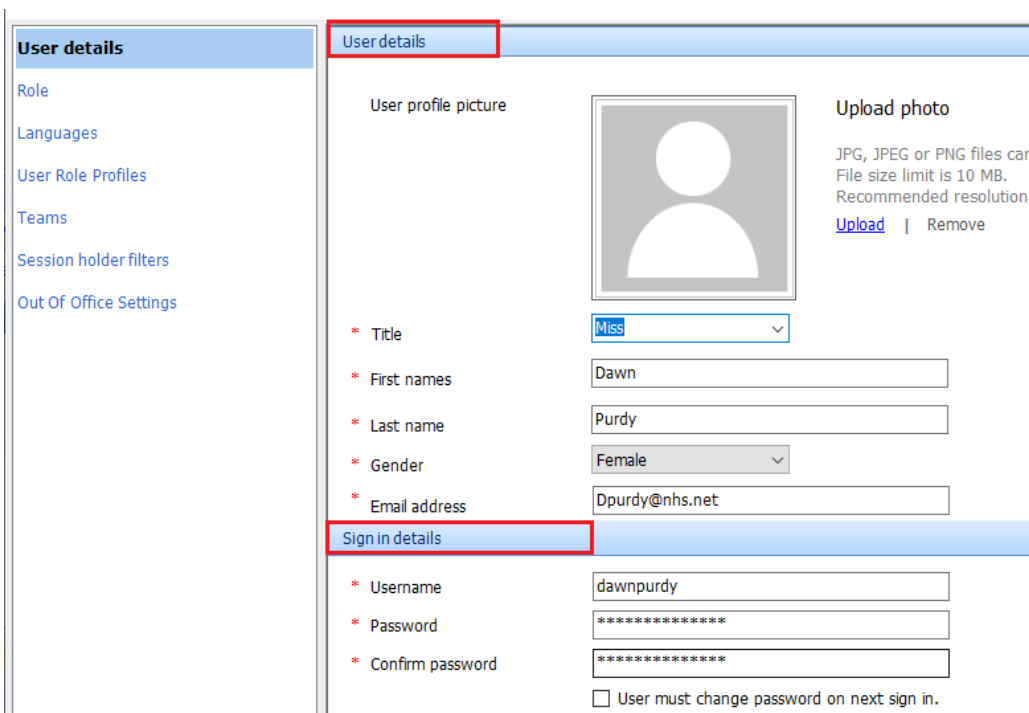 User details
Role
Languages
User Role Profiles
Teams
Session holder filters
Out Of Office Settings
User details
User profile picture
Upload photo
JPG, JPEG or PNG files can
File size limit is 10 MB.
Recommended resolution
Upload | Remove
* Title Miss
* First names Dawn
* Last name Purdy
* Gender Female
* Email address Dpurdy@nhs.net
Sign in details
* Username dawnpurdy
* Password **************
* Confirm password **************
User must change password on next sign in.